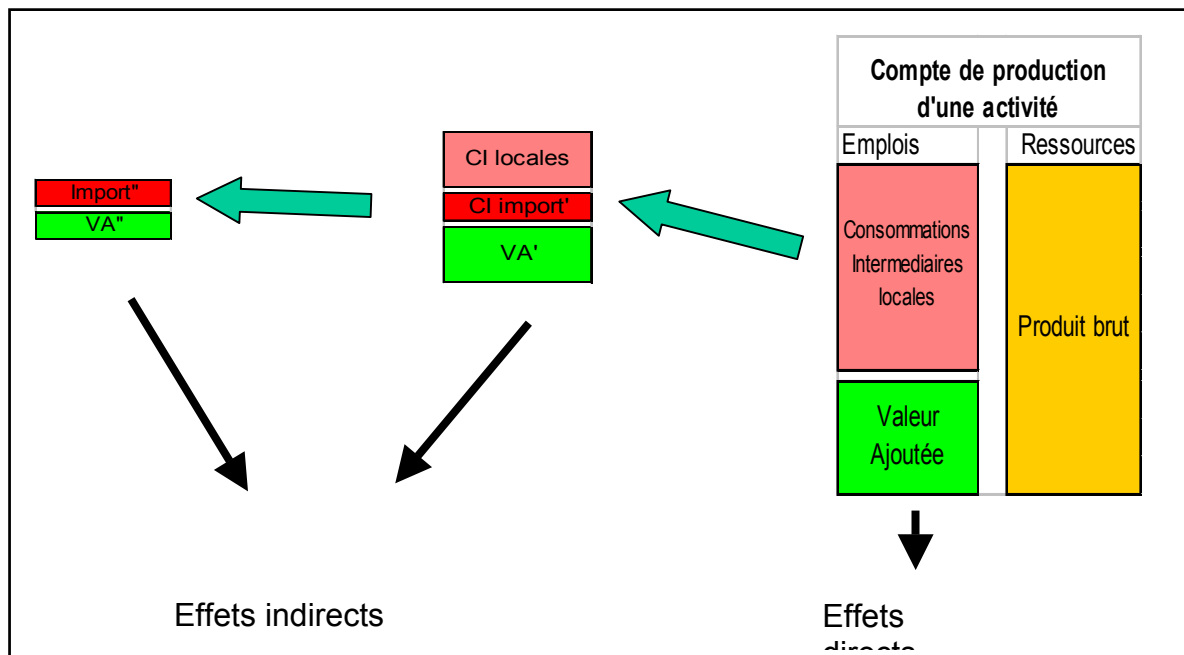 Compte de production
d'une activité
Emplois
Ressources
CI locales
CI import'
VA'
Import"
VA"
Consommations
Intermediaires
locales
Produit brut
Valeur
Ajoutée
Effets indirects
Effets
directs